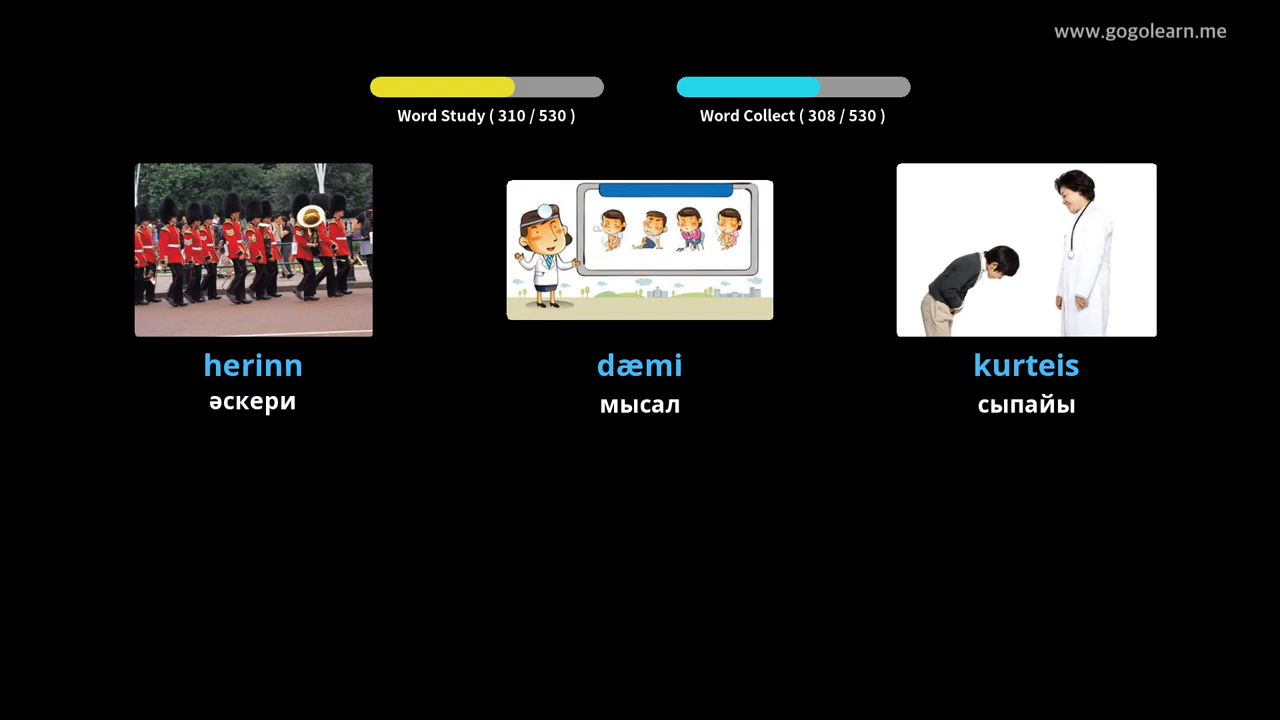 www.gogolearn.me
Word Study ( 310 / 530 )
Word Collect ( 308 / 530 )
herinn
әскери
dæmi
мысал
kurteis
сыпайы